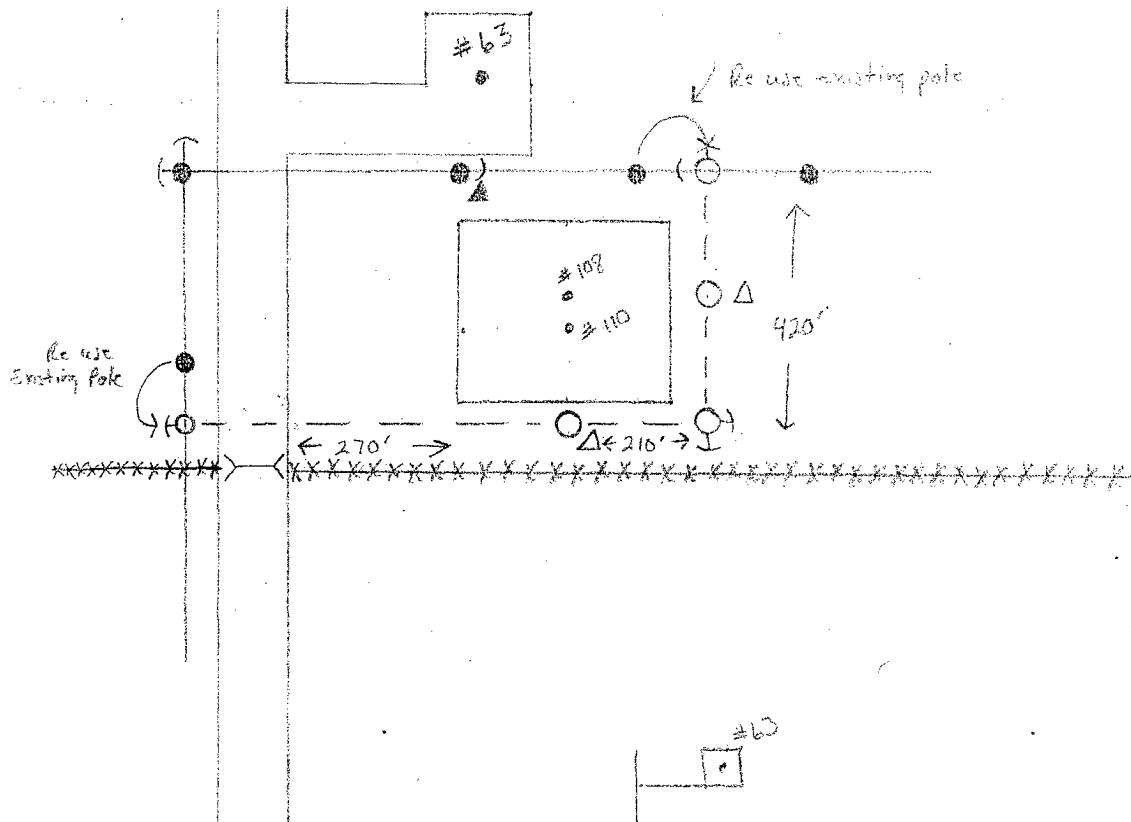 #63
Re use existing pole
#108
#110
420'
Re use
Existing Pole
270'
210'
#63